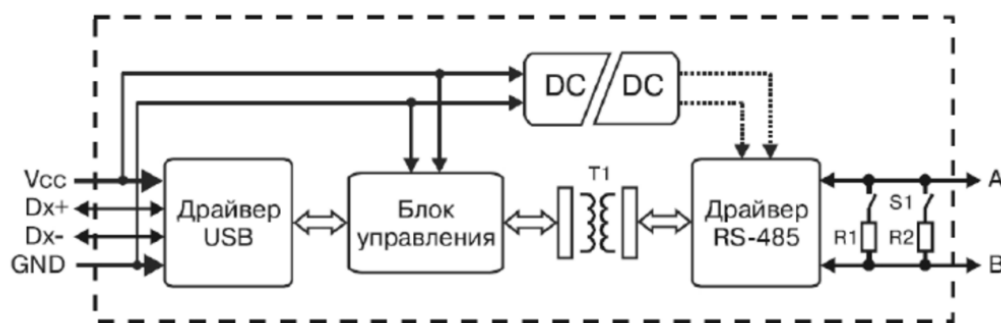 DC
DC
Vcc
Dx+
Dx-
GND
Драйвер
USB
Блок
управления
T1
Драйвер
RS-485
S1
R1
R2
A
B